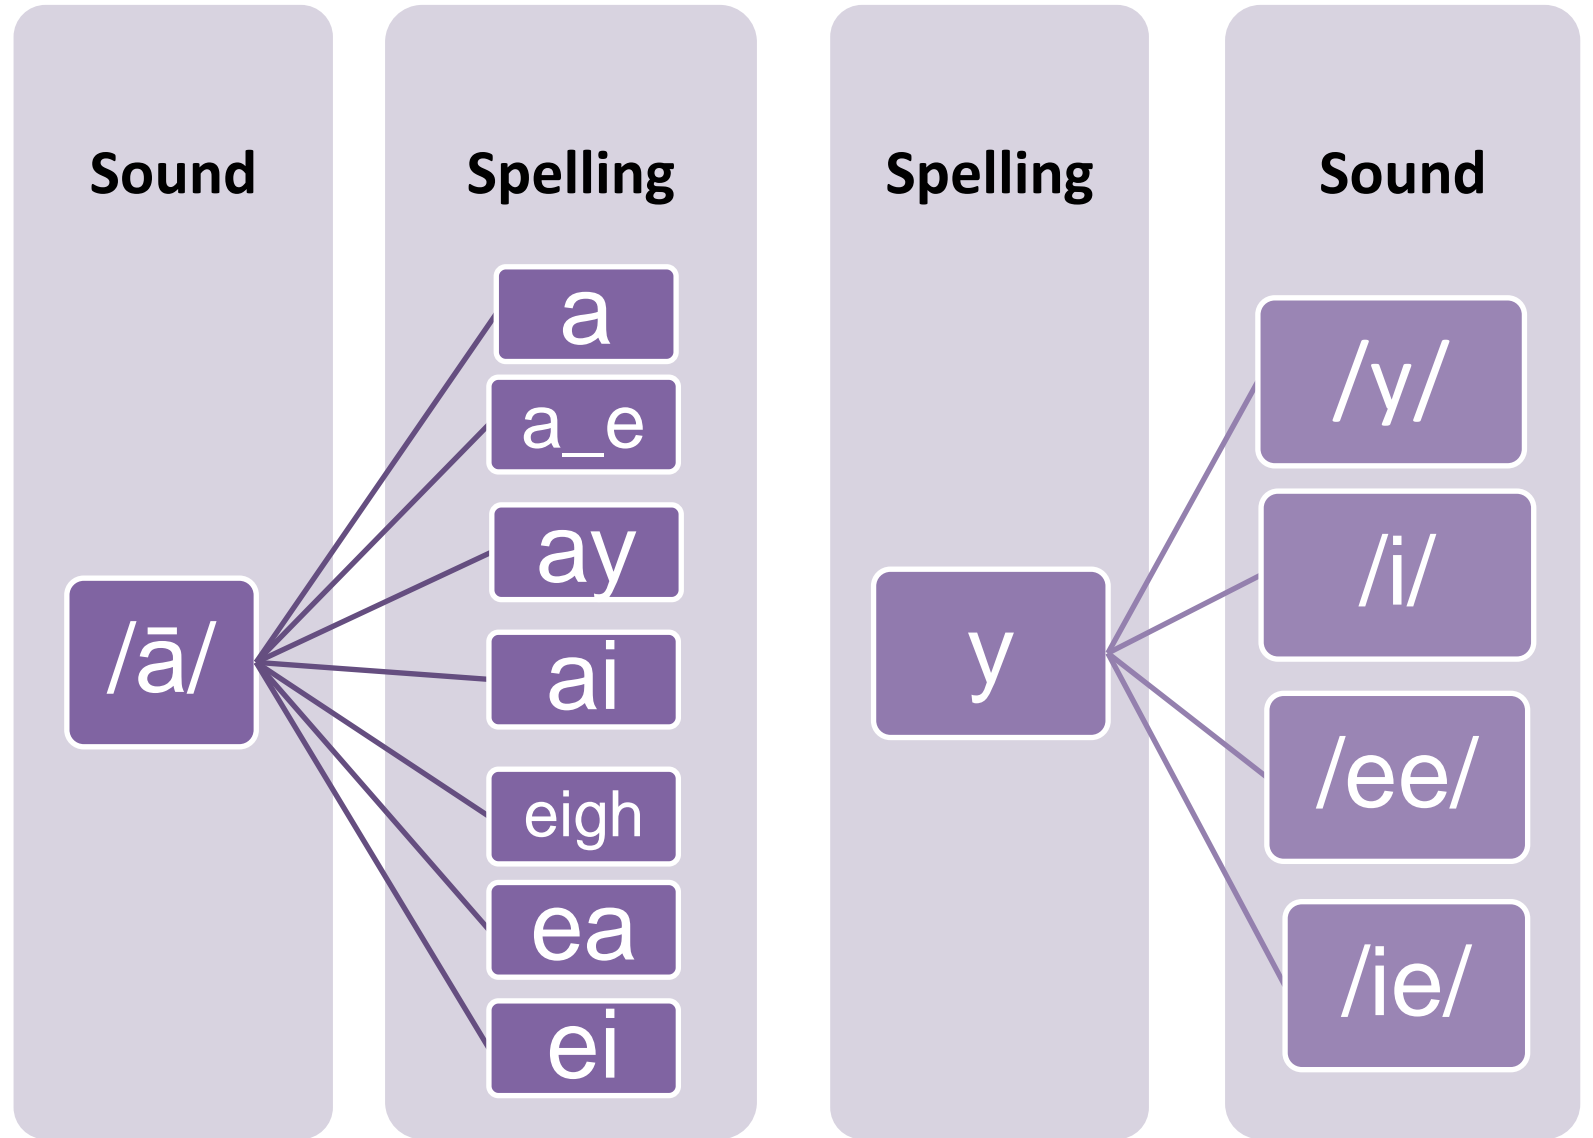 Sound
/ā/
Spelling
a
a_e
ay
ai
eigh
ea
ei
Spelling
y
Sound
/y/
/i/
/ee/
/ie/